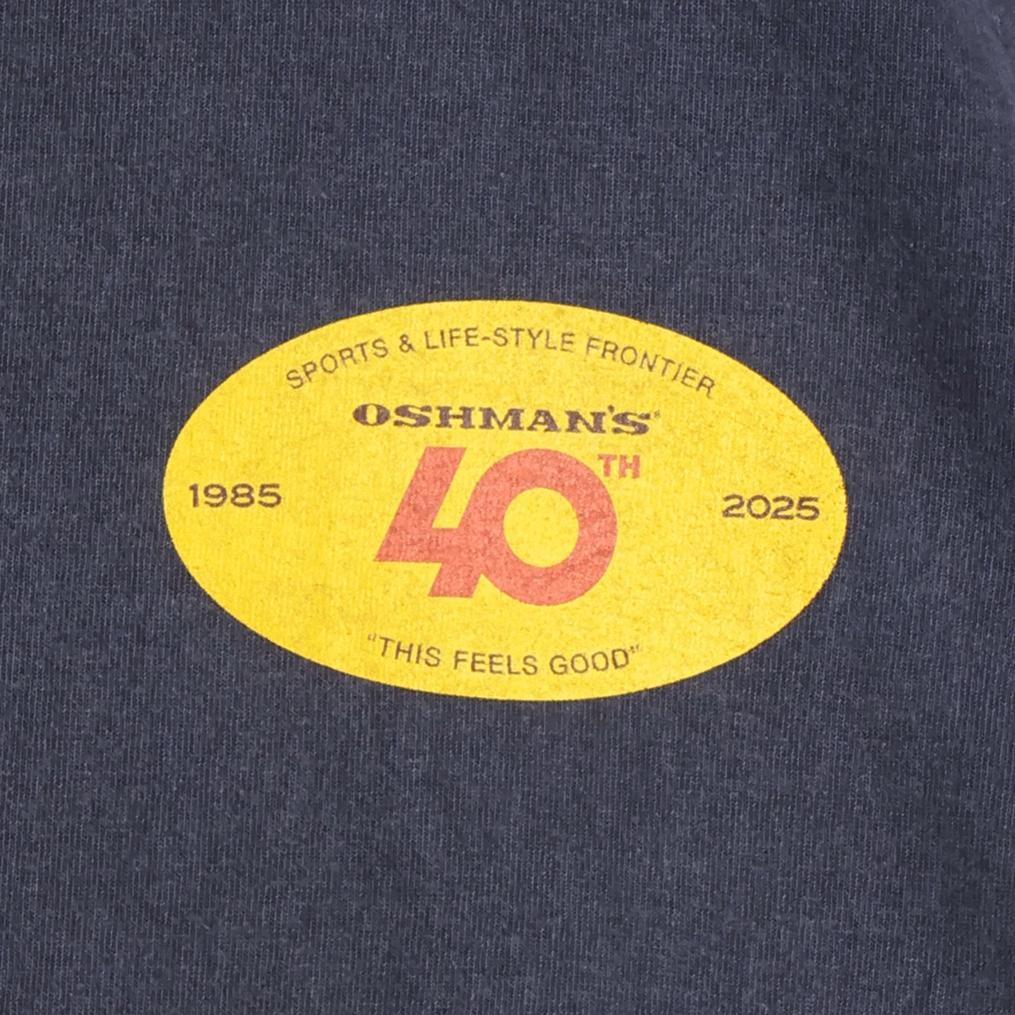 SPORTS & LIFE-STYLE FRONTIER
OSHMAN'S
40TH
1985
2025
"THIS FEELS GOOD"